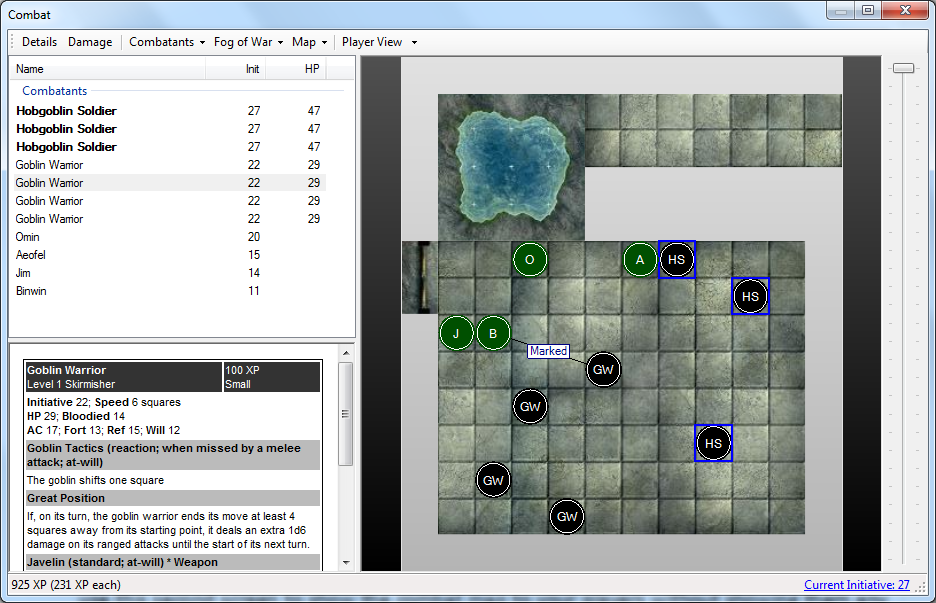 Combat
Details Damage Combatants Fog of War Map Player View
Name Init HP
Combatants
Hobgoblin Soldier 27 47
Hobgoblin Soldier 27 47
Hobgoblin Soldier 27 47
Goblin Warrior 22 29
Goblin Warrior 22 29
Goblin Warrior 22 29
Goblin Warrior 22 29
Omin 20
Aeofel 15
Jim 14
Binwin 11
Goblin Warrior 100 XP
Level 1 Skirmisher Small
Initiative 22; Speed 6 squares
HP 29; Bloodied 14
AC 17; Fort 13; Ref 15; Will 12
Goblin Tactics (reaction; when missed by a melee
attack; at-will)
The goblin shifts one square
Great Position
If, on its turn, the goblin warrior ends its move at least 4
squares away from its starting point, it deals an extra 1d6
damage on its ranged attacks until the start of its next turn.
Javelin (standard; at-will) * Weapon
O A HS
HS
J B
Marked
GW
GW
HS
GW
GW
925 XP (231 XP each) Current Initiative: 27